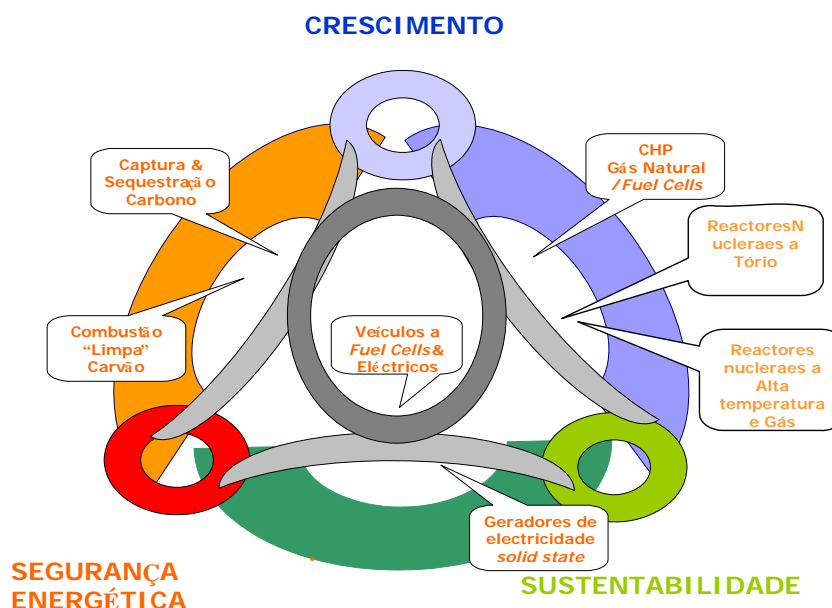 CRESCIMENTO
Captura &
Sequestração
Carbono
CHP
Gás Natural
/Fuel Cells
ReactoresN
ucleraes a
Tório
Combustão
“Limpa”
Carvão
Veículos a
Fuel Cells&
Eléctricos
Reactores
nucleraes a
Alta
temperatura
e Gás
Geradores de
electricidade
solid state
SEGURANÇA
ENERGÉTICA
SUSTENTABILIDADE